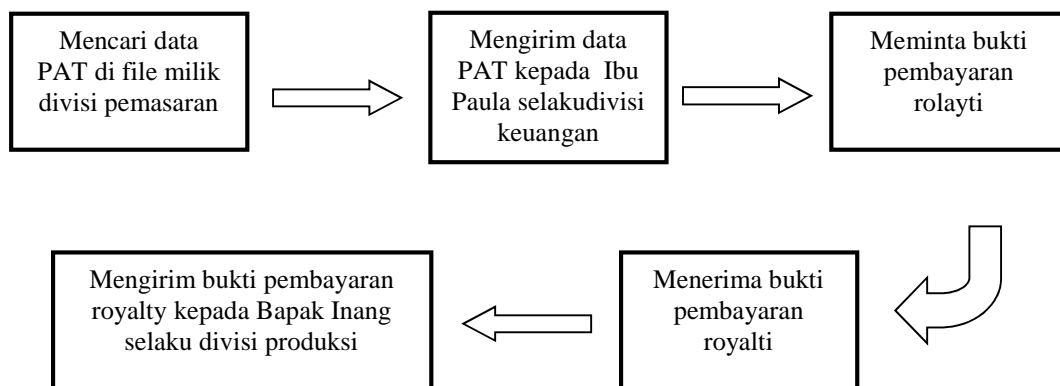 Mencari data
PAT di file milik
divisi pemasaran
Mengirim data
PAT kepada Ibu
Paula selakudivisi
keuangan
Meminta bukti
pembayaran
rolayti
Menerima bukti
pembayaran
royalti
Mengirim bukti pembayaran
royalty kepada Bapak Inang
selaku divisi produksi